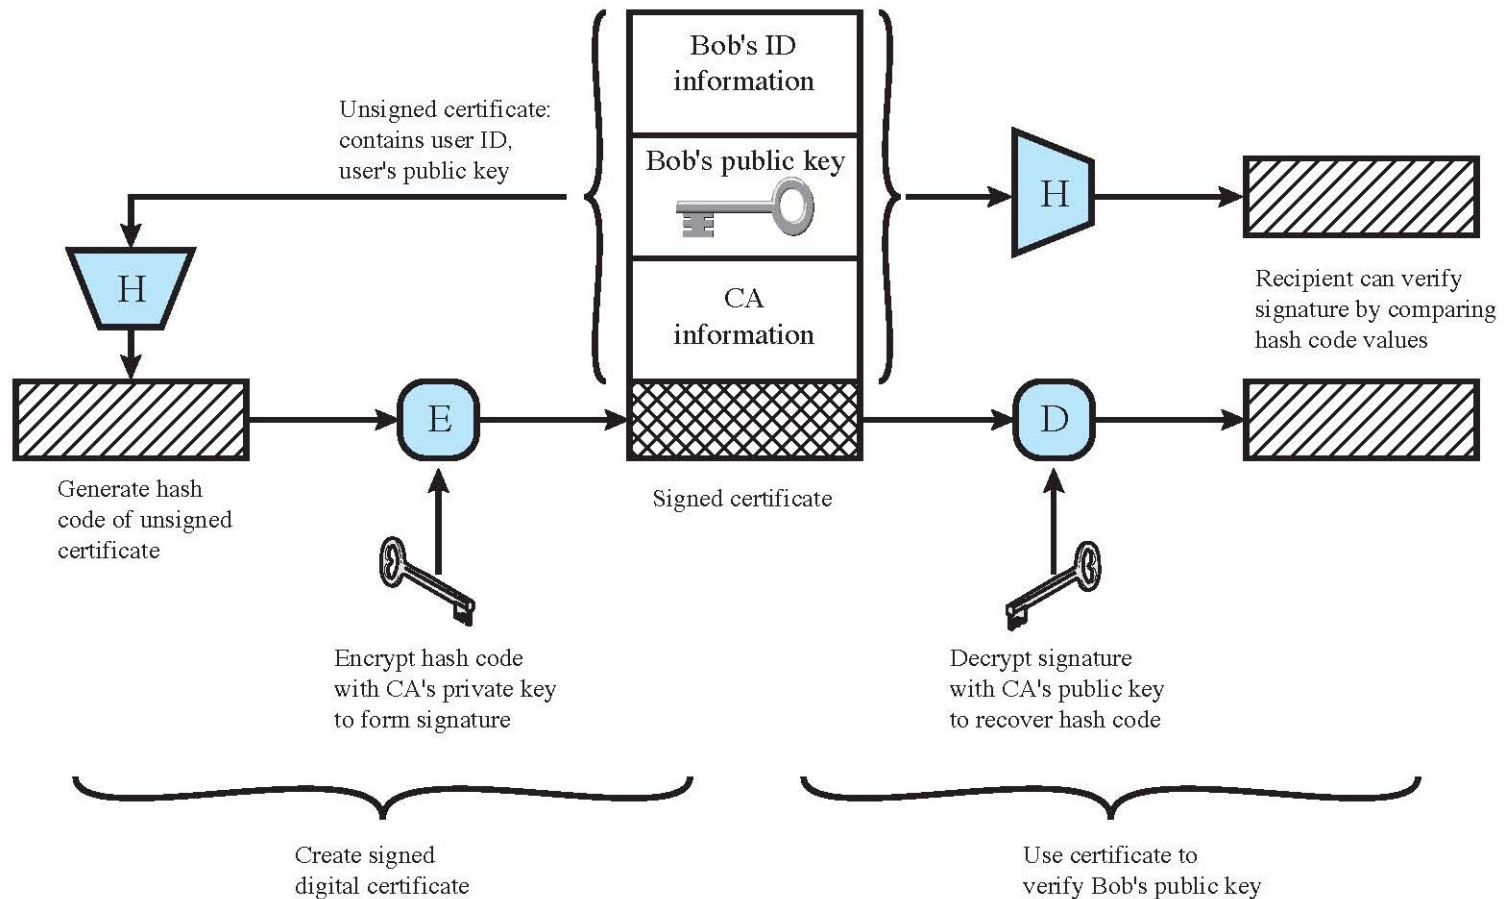 Bob's ID
information
Unsigned certificate:
contains user ID,
user's public key
Bob's public key
H
H
CA
information
Recipient can verify
signature by comparing
hash code values
E
D
Generate hash
code of unsigned
certificate
Signed certificate
Encrypt hash code
with CA's private key
to form signature
Decrypt signature
with CA's public key
to recover hash code
Create signed
digital certificate
Use certificate to
verify Bob's public key